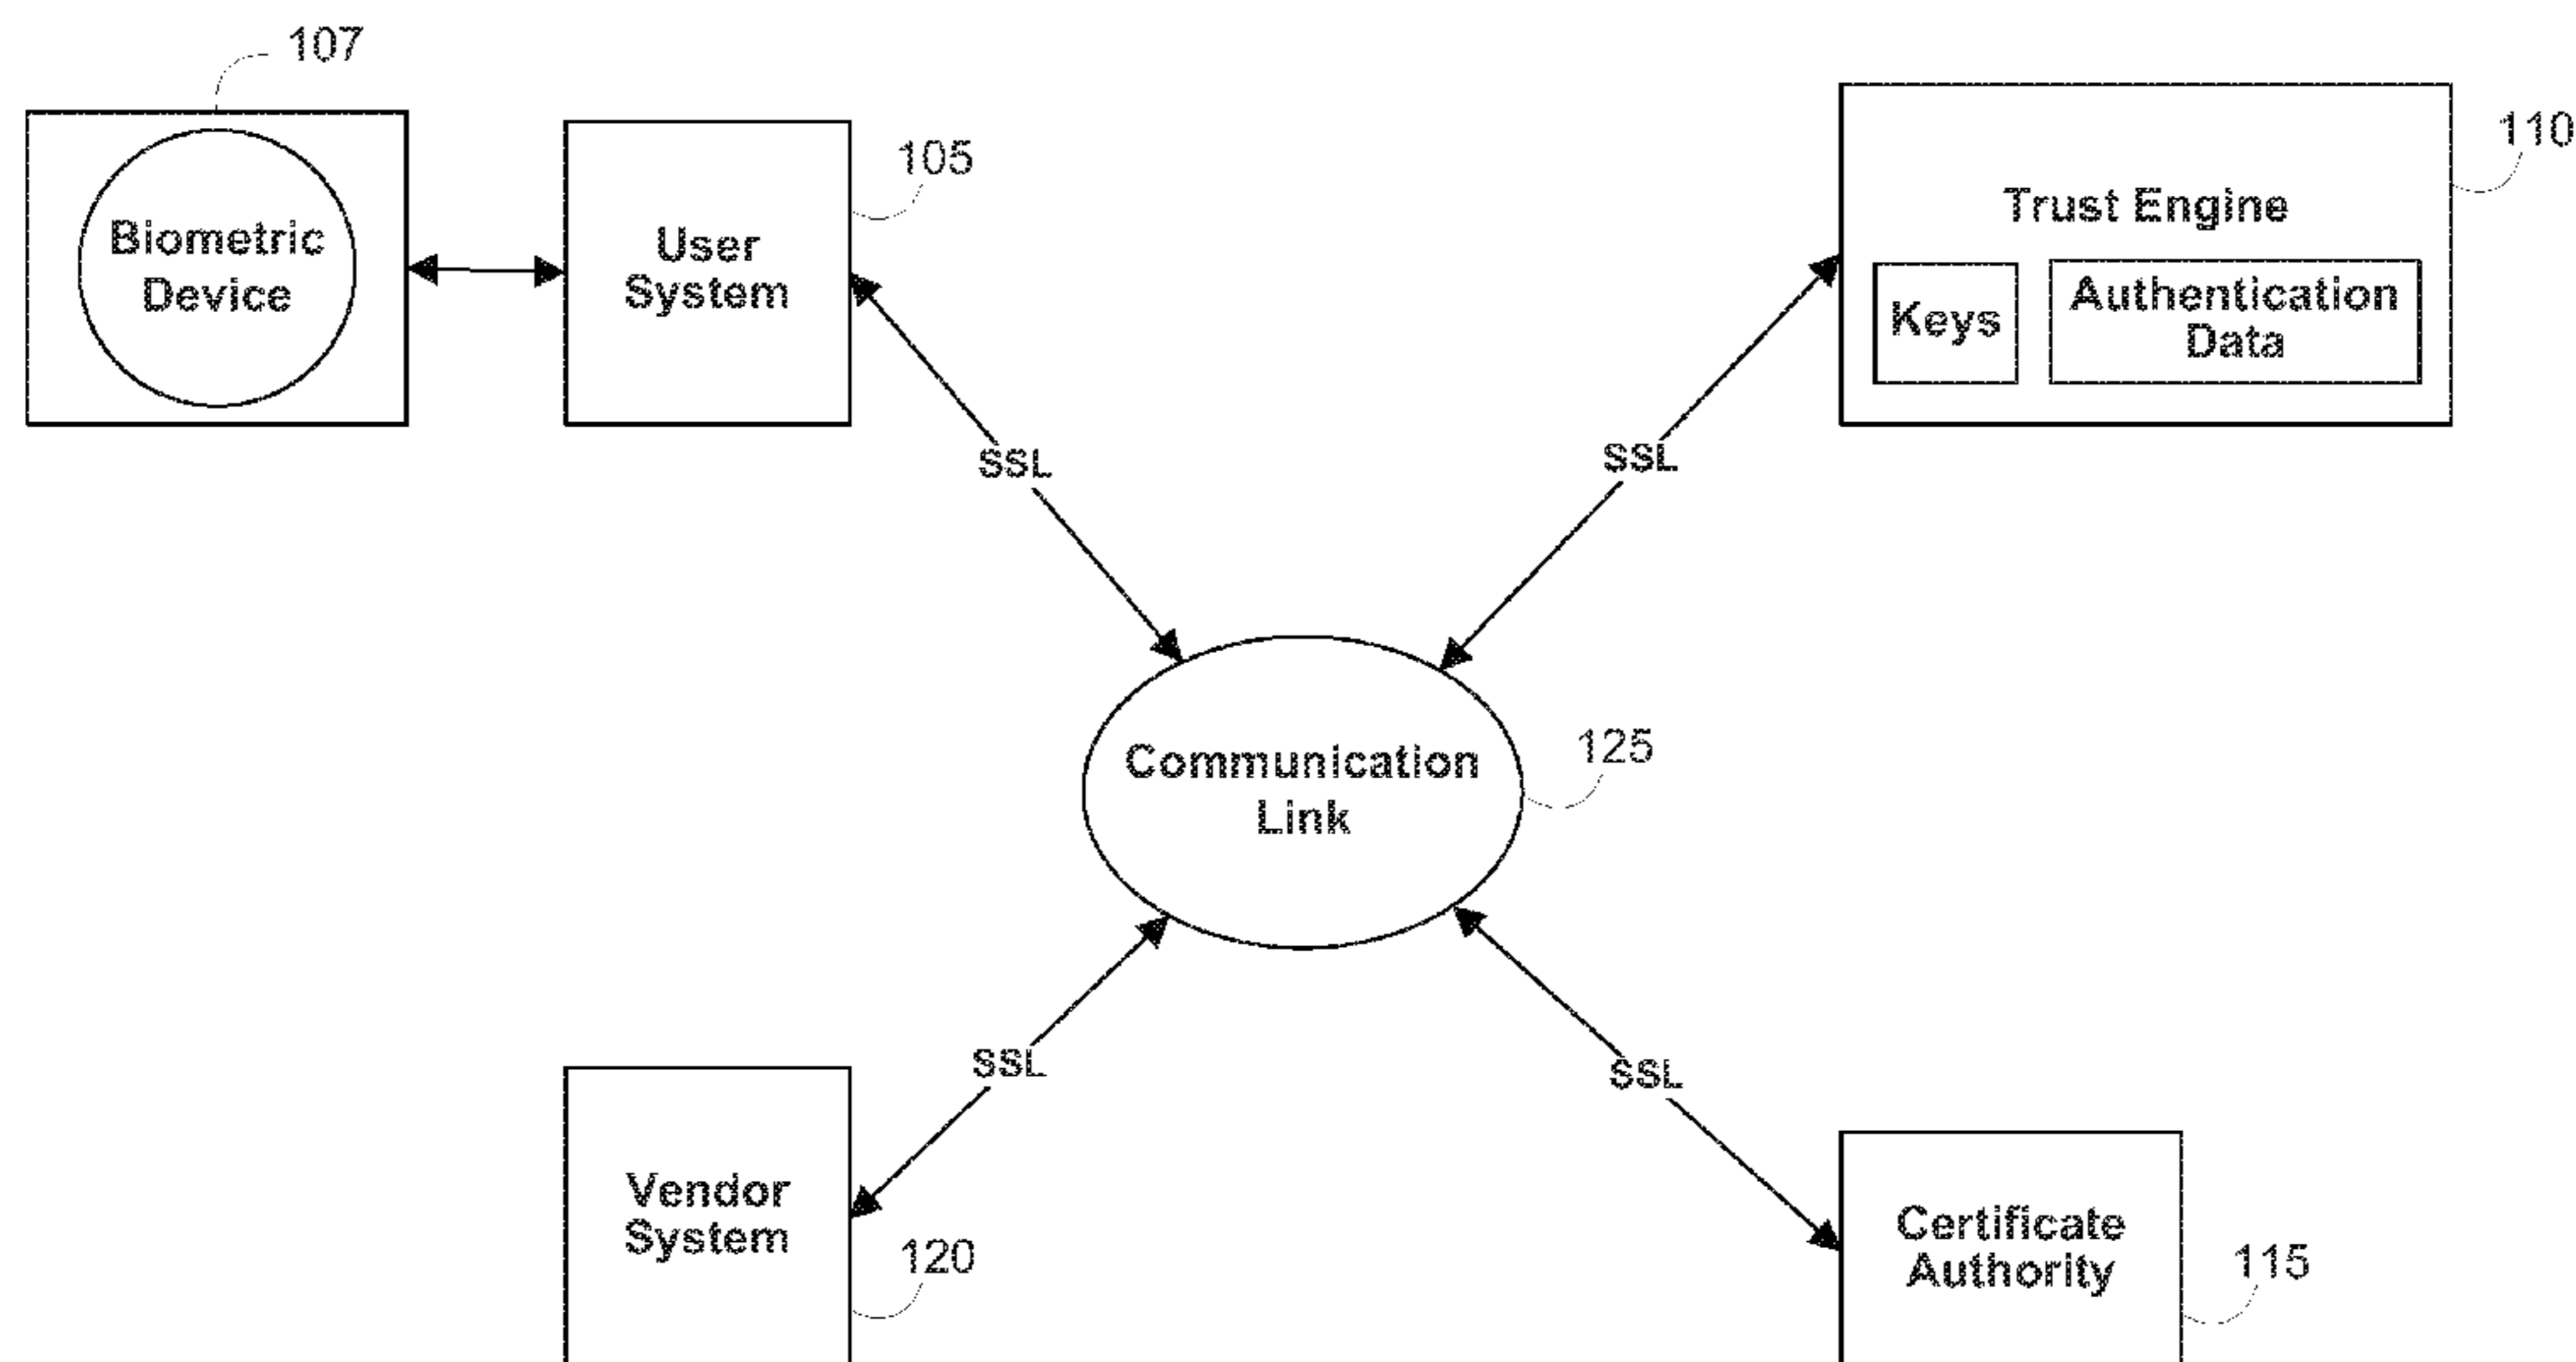 107
105
110
Biometric
Device
User
System
Trust Engine
Keys
Authentication
Data
SSL
SSL
Communication
Link
125
SSL
SSL
Vendor
System
120
Certificate
Authority
115